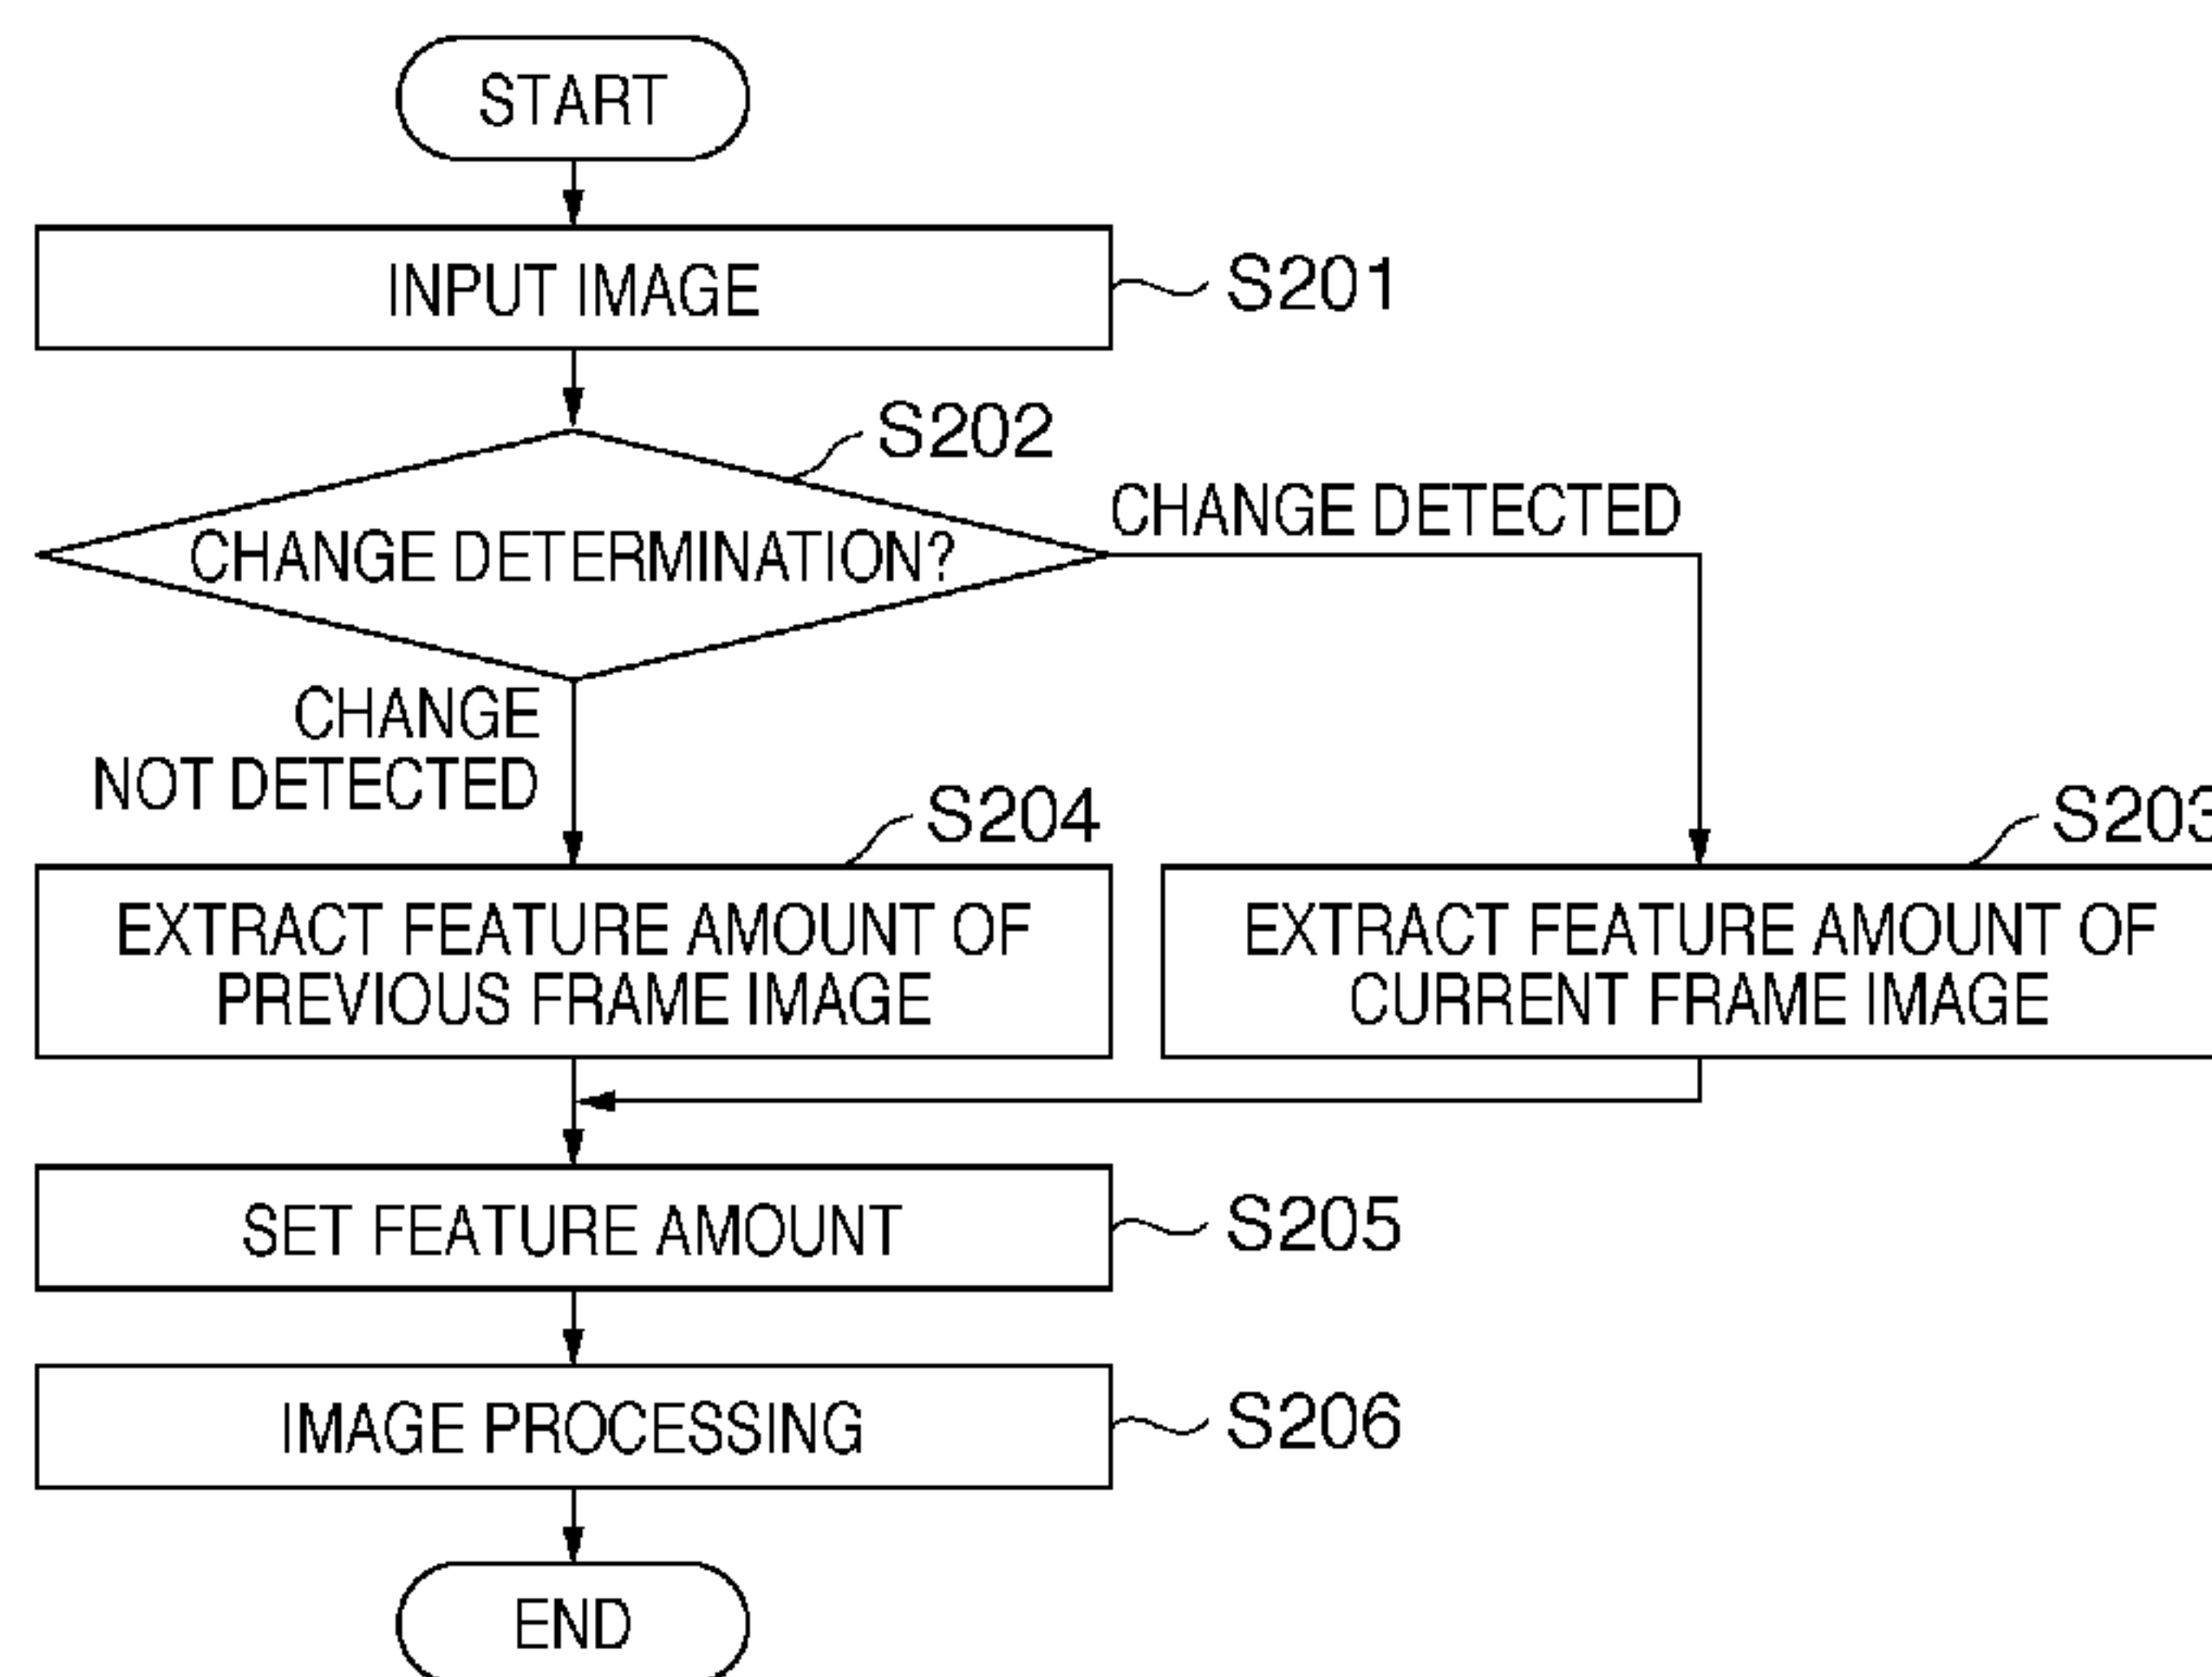 START
INPUT IMAGE
S201
S202
CHANGE DETERMINATION?
CHANGE DETECTED
CHANGE
NOT DETECTED
S204
EXTRACT FEATURE AMOUNT OF
PREVIOUS FRAME IMAGE
S203
EXTRACT FEATURE AMOUNT OF
CURRENT FRAME IMAGE
SET FEATURE AMOUNT
S205
IMAGE PROCESSING
S206
END